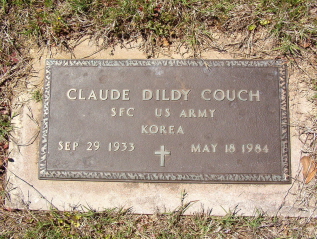 CLAUDE DILDY COUCH
SFC US ARMY
KOREA
SEP 29 1933 MAY 18 1984